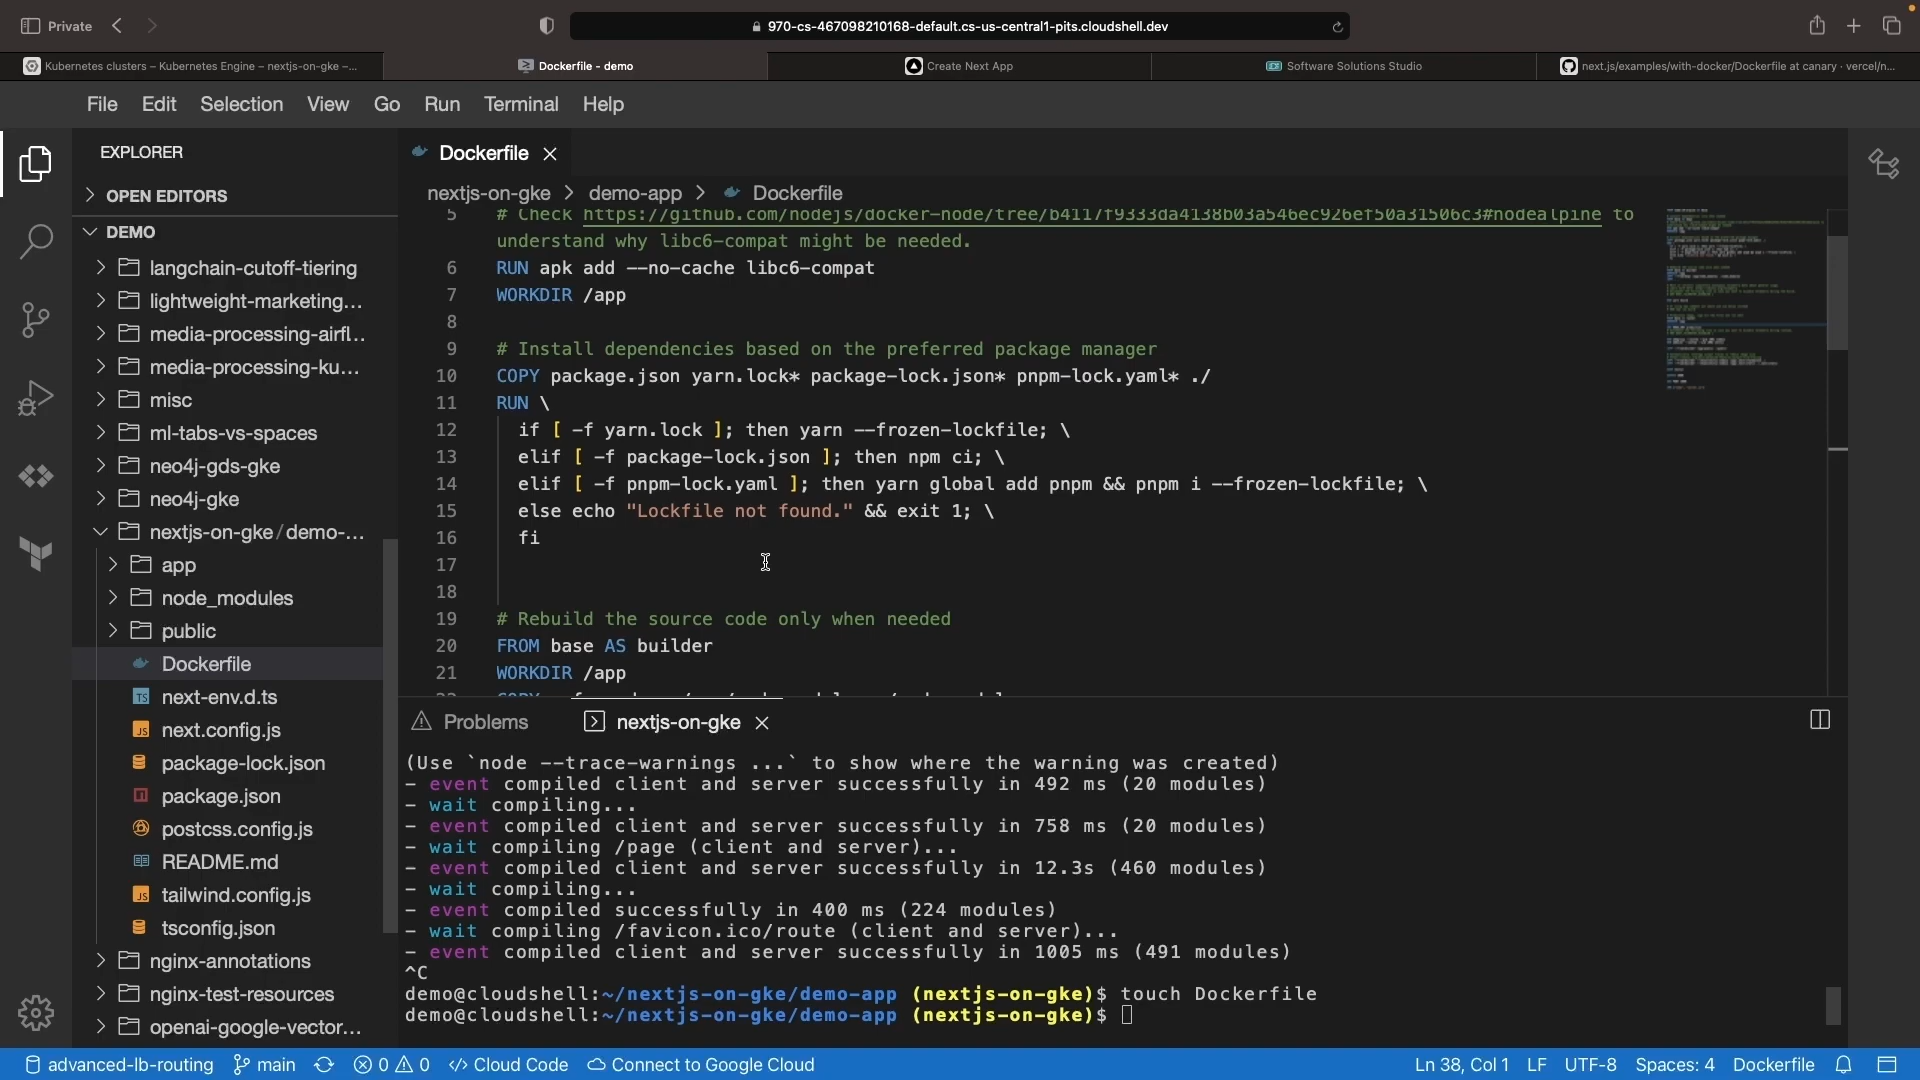 Private
970-cs-467098210168-default.cs-us-central1-pits.cloudshell.dev
Kubernetes clusters – Kubernetes Engine – nextjs-on-gke –...
Dockerfile - demo
Create Next App
Software Solutions Studio
next.js/examples/with-docker/Dockerfile at canary · vercel/n...
File Edit Selection View Go Run Terminal Help
EXPLORER
OPEN EDITORS
DEMO
langchain-cutoff-tiering
lightweight-marketing...
media-processing-airfl...
media-processing-ku...
misc
ml-tabs-vs-spaces
neo4j-gds-gke
neo4j-gke
nextjs-on-gke/demo-...
app
node_modules
public
Dockerfile
next-env.d.ts
next.config.js
package-lock.json
package.json
postcss.config.js
README.md
tailwind.config.js
tsconfig.json
nginx-annotations
nginx-test-resources
openai-google-vector...
Dockerfile
nextjs-on-gke > demo-app > Dockerfile
5 # Check https://github.com/nodejs/docker-node/tree/b4117f9333da4138b03a546ec926ef50a31506c3#nodealpine to
understand why libc6-compat might be needed.
6 RUN apk add --no-cache libc6-compat
7 WORKDIR /app
8
9 # Install dependencies based on the preferred package manager
10 COPY package.json yarn.lock* package-lock.json* pnpm-lock.yaml* ./
11 RUN \
12 if [ -f yarn.lock ]; then yarn --frozen-lockfile; \
13 elif [ -f package-lock.json ]; then npm ci; \
14 elif [ -f pnpm-lock.yaml ]; then yarn global add pnpm && pnpm i --frozen-lockfile; \
15 else echo "Lockfile not found." && exit 1; \
16 fi
17
18
19 # Rebuild the source code only when needed
20 FROM base AS builder
21 WORKDIR /app
Problems
nextjs-on-gke
(Use `node --trace-warnings ...` to show where the warning was created)
- event compiled client and server successfully in 492 ms (20 modules)
- wait compiling...
- event compiled client and server successfully in 758 ms (20 modules)
- wait compiling /page (client and server)...
- event compiled client and server successfully in 12.3s (460 modules)
- wait compiling...
- event compiled successfully in 400 ms (224 modules)
- wait compiling /favicon.ico/route (client and server)...
- event compiled client and server successfully in 1005 ms (491 modules)
^C
demo@cloudshell:~/nextjs-on-gke/demo-app (nextjs-on-gke)$ touch Dockerfile
demo@cloudshell:~/nextjs-on-gke/demo-app (nextjs-on-gke)$
advanced-lb-routing main 0 0 Cloud Code Connect to Google Cloud Ln 38, Col 1 LF UTF-8 Spaces: 4 Dockerfile